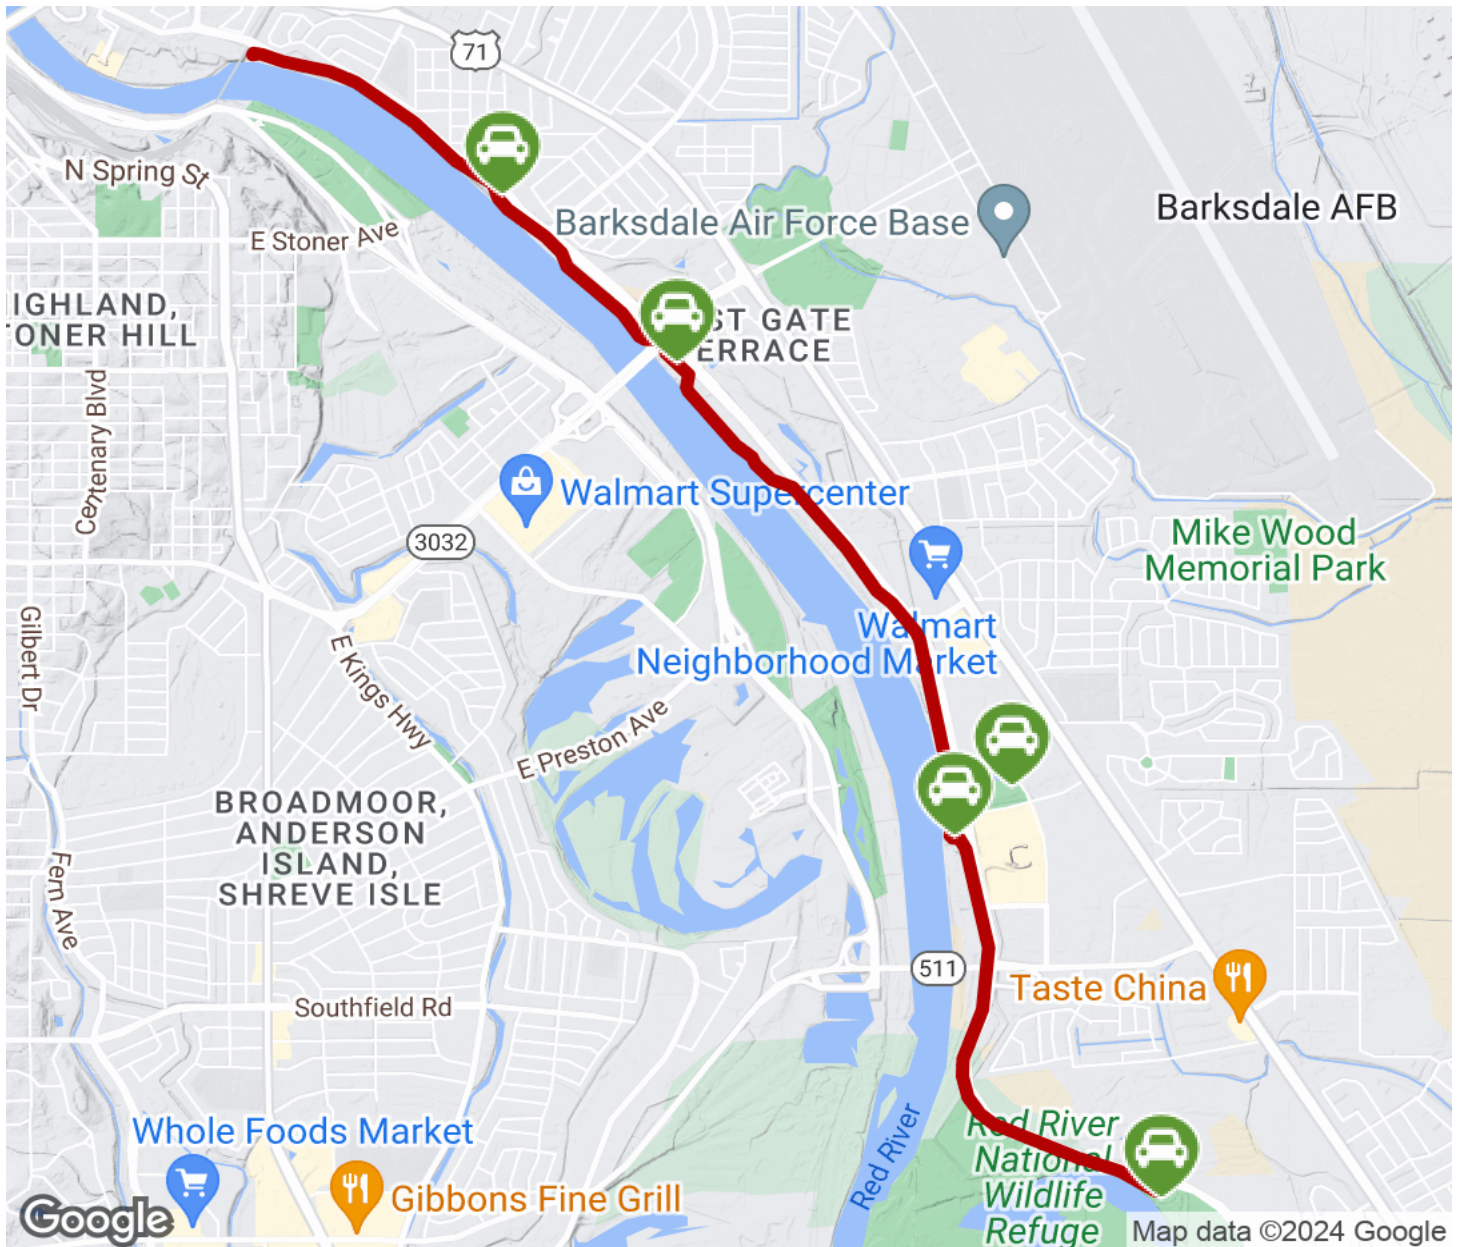 71
N Spring St
E Stoner Ave
Barksdale Air Force Base
Barksdale AFB
IGHLAND,
TONER HILL
ST GATE
ERRACE
Centenary Blvd
Walmart Supercenter
3032
Mike Wood
Memorial Park
Gilbert Dr
E Kings Hwy
Walmart
Neighborhood Market
E Preston Ave
BROADMOOR,
ANDERSON
ISLAND,
SHREVE ISLE
Fern Ave
511
Taste China
Southfield Rd
Red River
Red River
National
Wildlife
Refuge
Whole Foods Market
Gibbons Fine Grill
Google
Map data ©2024 Google